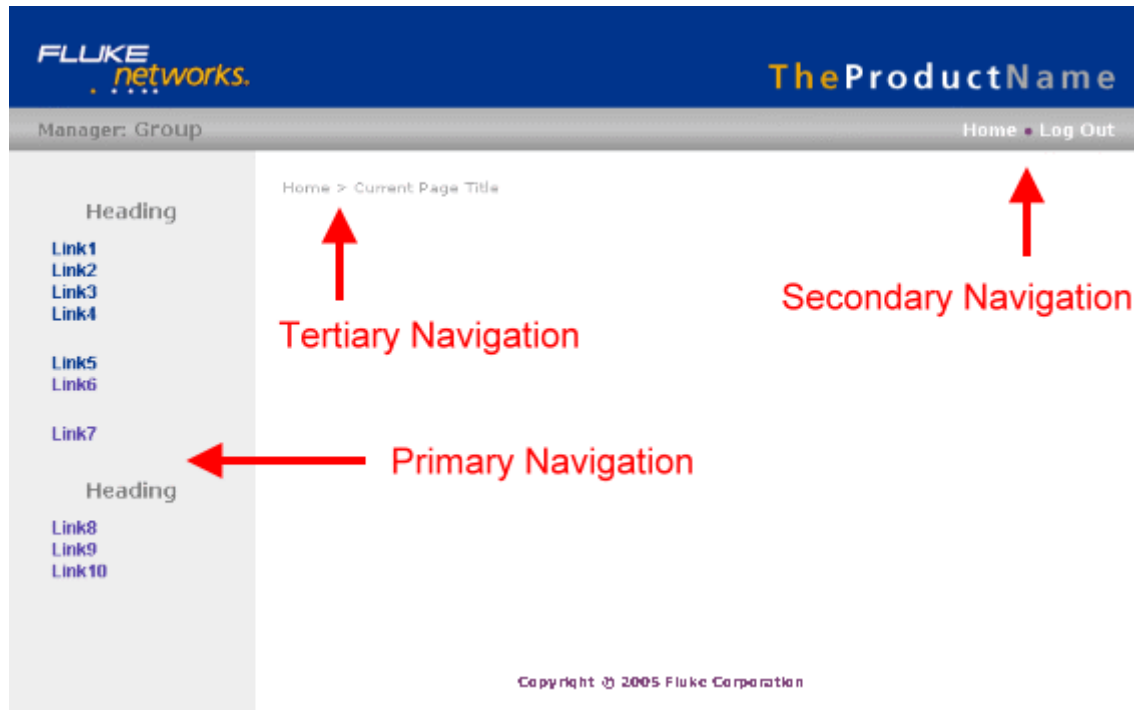 FLUKE
networks.
TheProductName
Manager: Group
Home • Log Out
Home > Current Page Title
Heading
Link1
Link2
Link3
Link4
Link5
Link6
Link7
Heading
Link8
Link9
Link10
Tertiary Navigation
Secondary Navigation
Primary Navigation
Copyright © 2005 Fluke Corporation